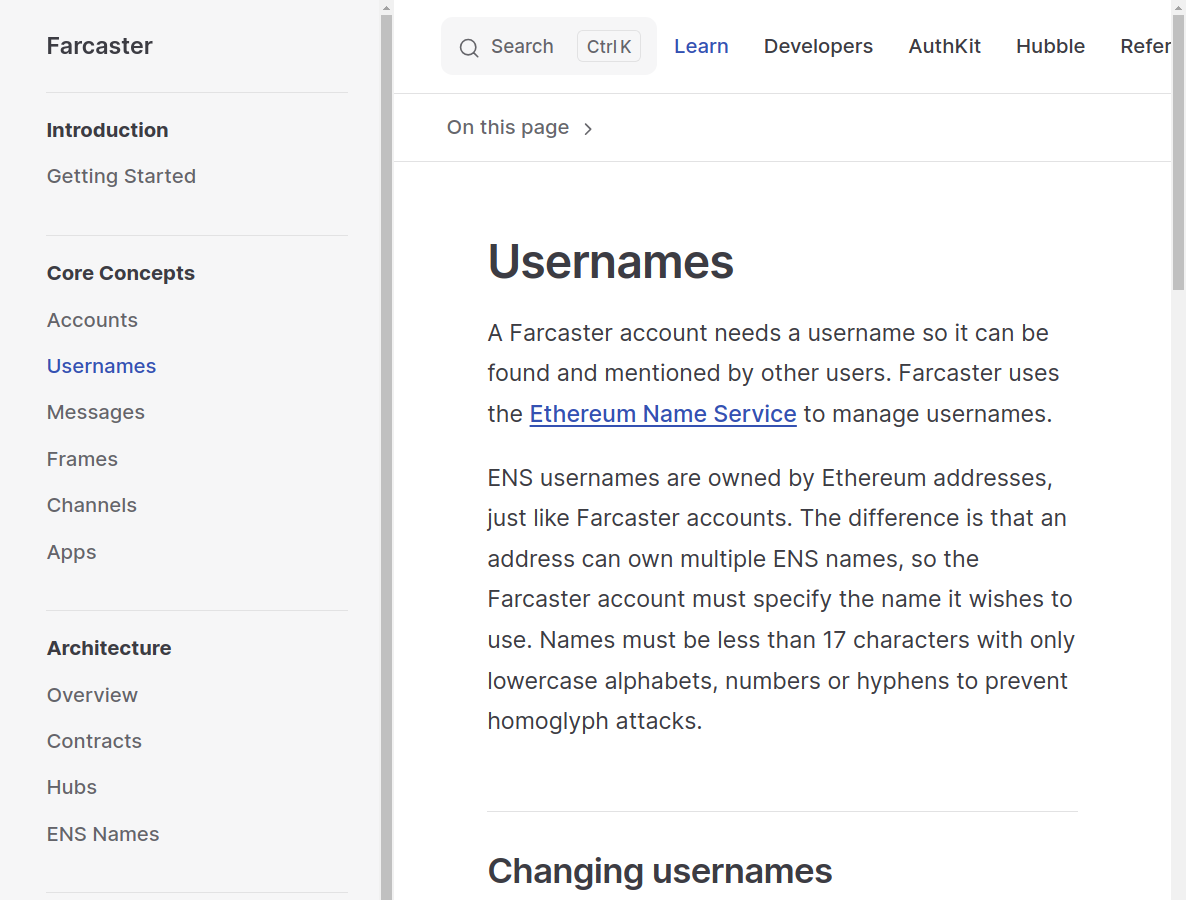 Farcaster
Introduction
Getting Started
Core Concepts
Accounts
Usernames
Messages
Frames
Channels
Apps
Architecture
Overview
Contracts
Hubs
ENS Names
Search Ctrl K Learn Developers AuthKit Hubble Refer
On this page
Usernames
A Farcaster account needs a username so it can be
found and mentioned by other users. Farcaster uses
the Ethereum Name Service to manage usernames.
ENS usernames are owned by Ethereum addresses,
just like Farcaster accounts. The difference is that an
address can own multiple ENS names, so the
Farcaster account must specify the name it wishes to
use. Names must be less than 17 characters with only
lowercase alphabets, numbers or hyphens to prevent
homoglyph attacks.
Changing usernames